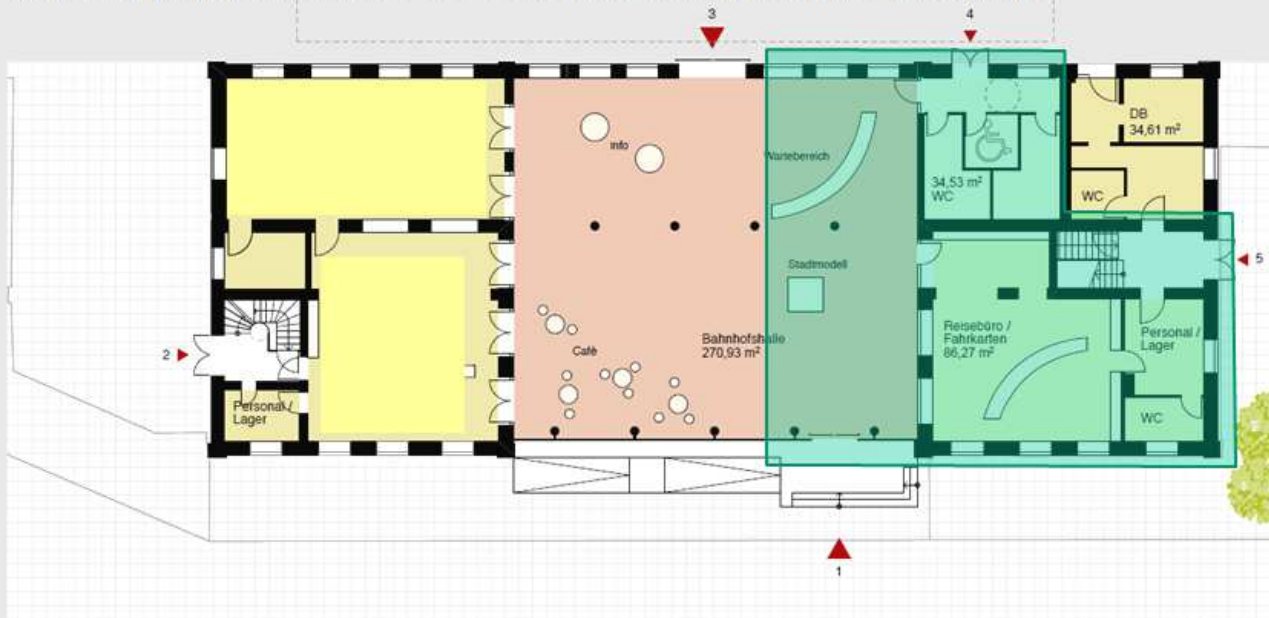 3
4
DB
34,61 m²
info
Wartebereich
34,53 m²
WC
WC
Stadtmodell
5
2
Cafè
Bahnhofshalle
270,93 m²
Reisebüro /
Fahrkarten
86,27 m²
Personal /
Lager
Personal /
Lager
WC
1